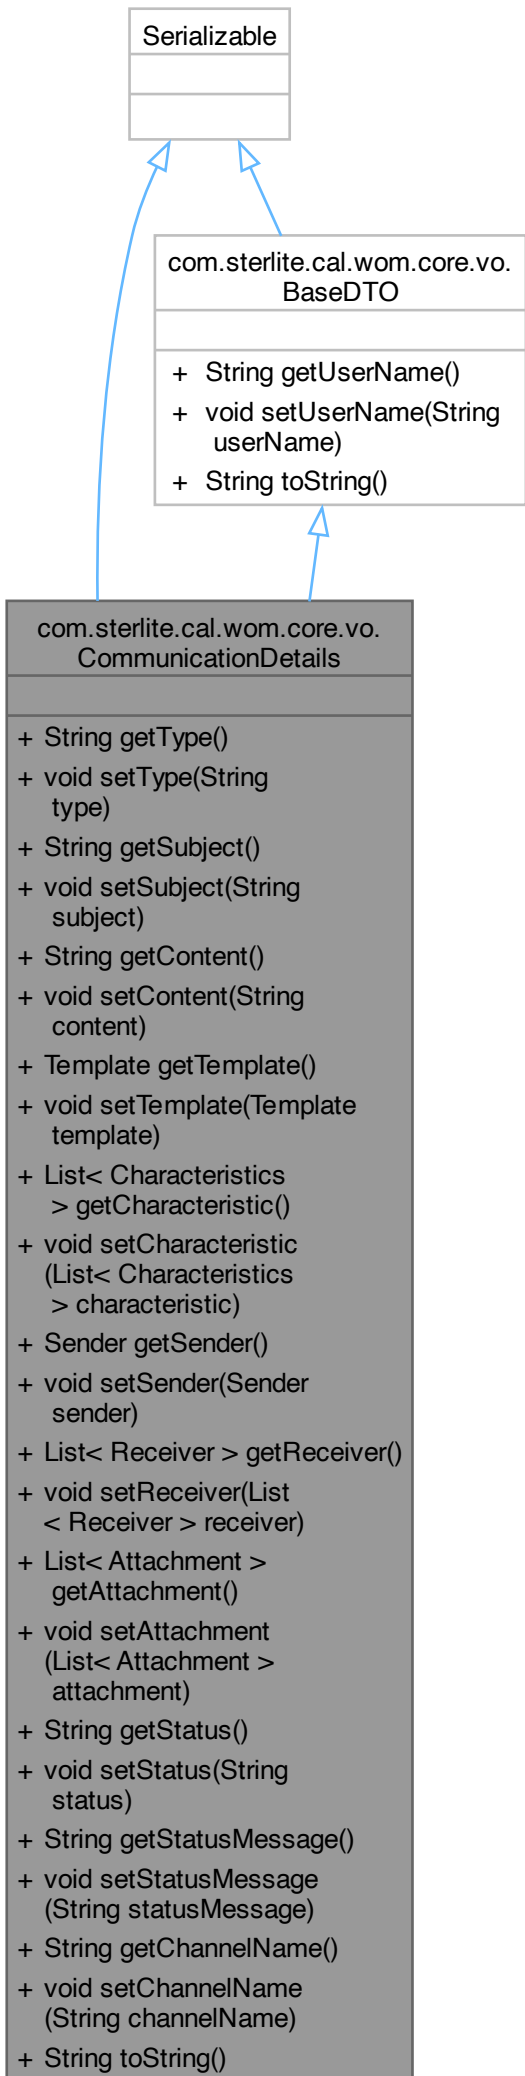 Serializable
com.sterlite.cal.wom.core.vo.
BaseDTO
+ String getUserName()
+ void setUserName(String
userName)
+ String toString()
com.sterlite.cal.wom.core.vo.
CommunicationDetails
+ String getType()
+ void setType(String
type)
+ String getSubject()
+ void setSubject(String
subject)
+ String getContent()
+ void setContent(String
content)
+ Template getTemplate()
+ void setTemplate(Template
template)
+ List< Characteristics
> getCharacteristic()
+ void setCharacteristic
(List< Characteristics
> characteristic)
+ Sender getSender()
+ void setSender(Sender
sender)
+ List< Receiver > getReceiver()
+ void setReceiver(List
< Receiver > receiver)
+ List< Attachment >
getAttachment()
+ void setAttachment
(List< Attachment >
attachment)
+ String getStatus()
+ void setStatus(String
status)
+ String getStatusMessage()
+ void setStatusMessage
(String statusMessage)
+ String getChannelName()
+ void setChannelName
(String channelName)
+ String toString()